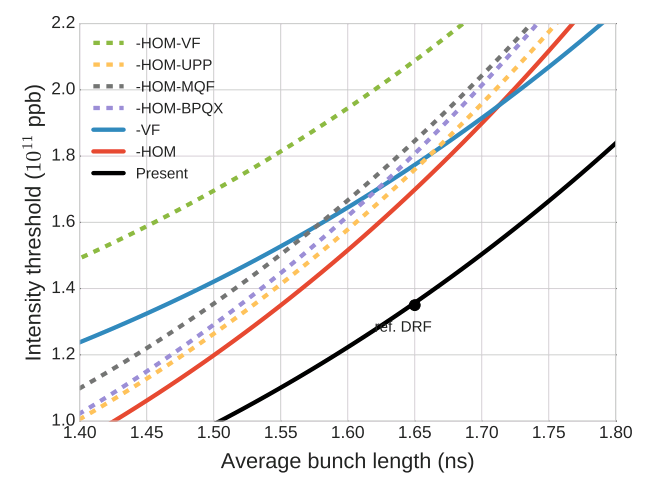 2.2
2.0
1.8
1.6
1.4
1.2
1.0
Intensity threshold (10^11 ppb)
-HOM-VF
-HOM-UPP
-HOM-MQF
-HOM-BPQX
-VF
-HOM
Present
ref. DRF
1.40 1.45 1.50 1.55 1.60 1.65 1.70 1.75 1.80
Average bunch length (ns)